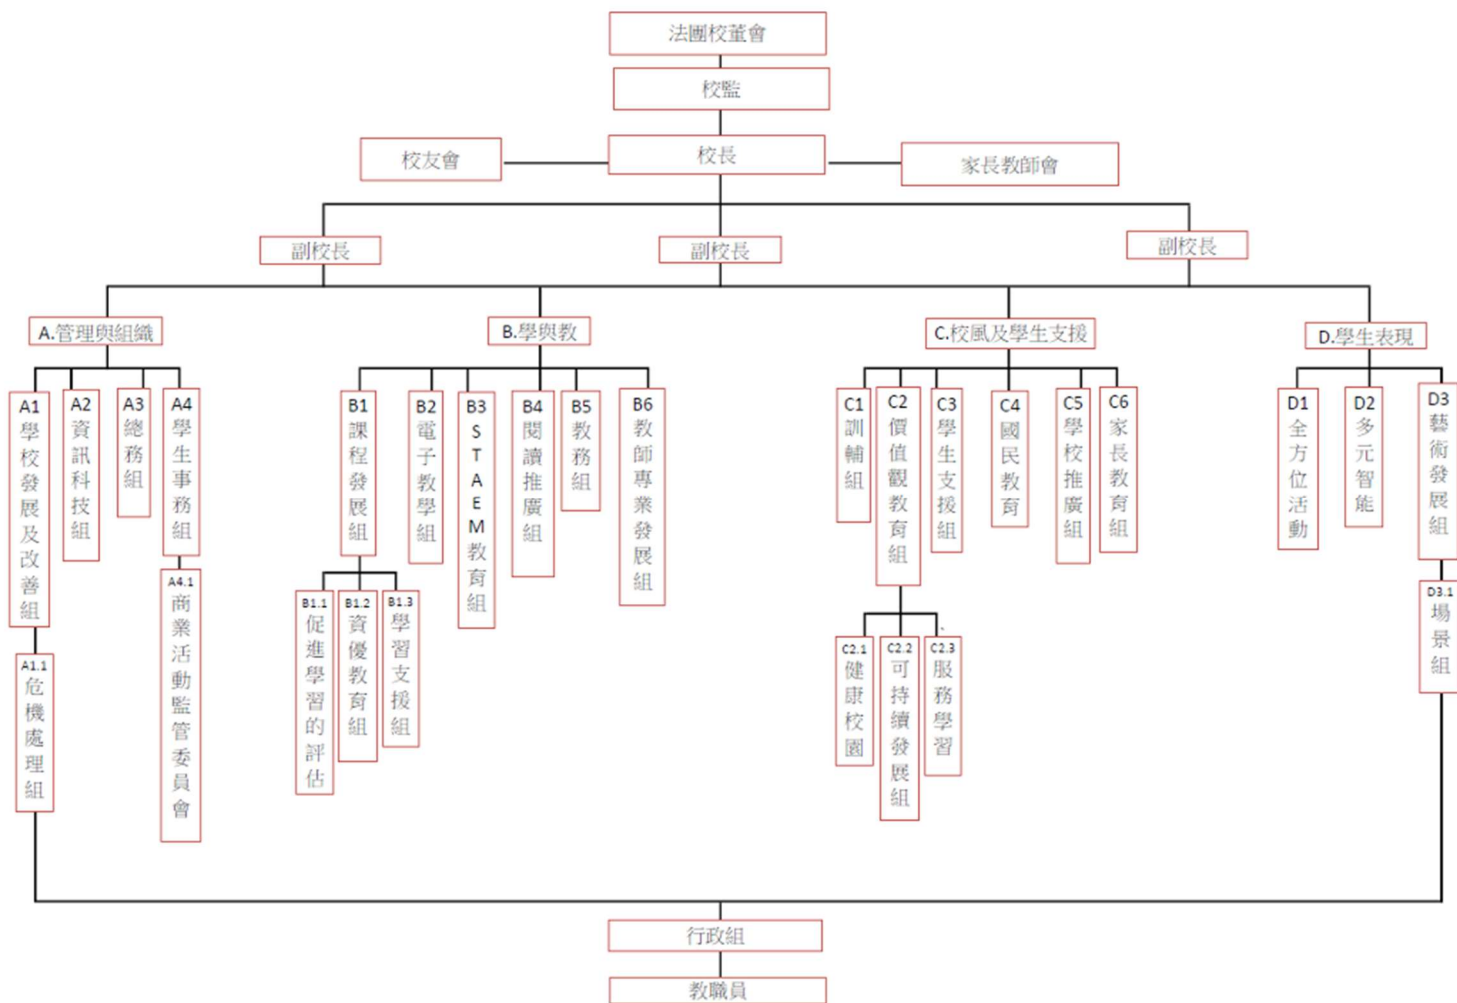 法團校董會
校監
校友會
校長
家長教師會
副校長
副校長
副校長
A.管理與組織
B.學與教
C.校風及學生支援
D.學生表現
A1學校發展及改善組
A2資訊科技組
A3總務組
A4學生事務組
B1課程發展組
B2電子教學組
B3STAEM教育組
B4閱讀推廣組
B5教務組
B6教師專業發展組
C1訓輔組
C2價值觀教育組
C3學生支援組
C4國民教育
C5學校推廣組
C6家長教育組
D1全方位活動
D2多元智能
D3藝術發展組
A1.1危機處理組
A4.1商業活動監管委員會
B1.1促進學習的評估
B1.2資優教育組
B1.3學習支援組
C2.1健康校園
C2.2可持續發展組
C2.3服務學習
D3.1場景組
行政組
教職員